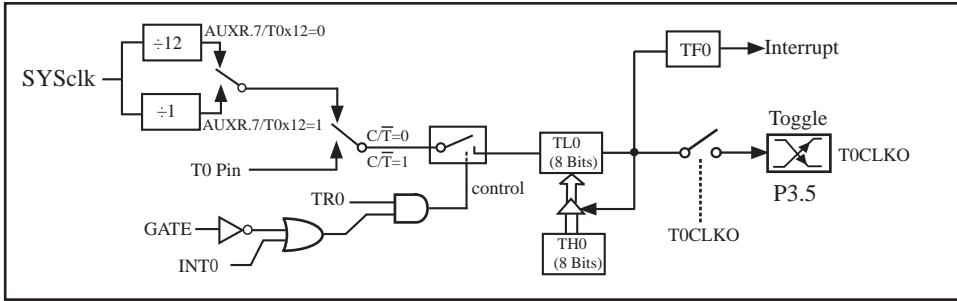 AUXR.7/T0x12=0
÷12
SYSclk
÷1
AUXR.7/T0x12=1
T0 Pin
C/T̅=0
C/T̅=1
TR0
GATE
INT0
control
TL0
(8 Bits)
TH0
(8 Bits)
TF0
Interrupt
Toggle
T0CLKO
P3.5
T0CLKO